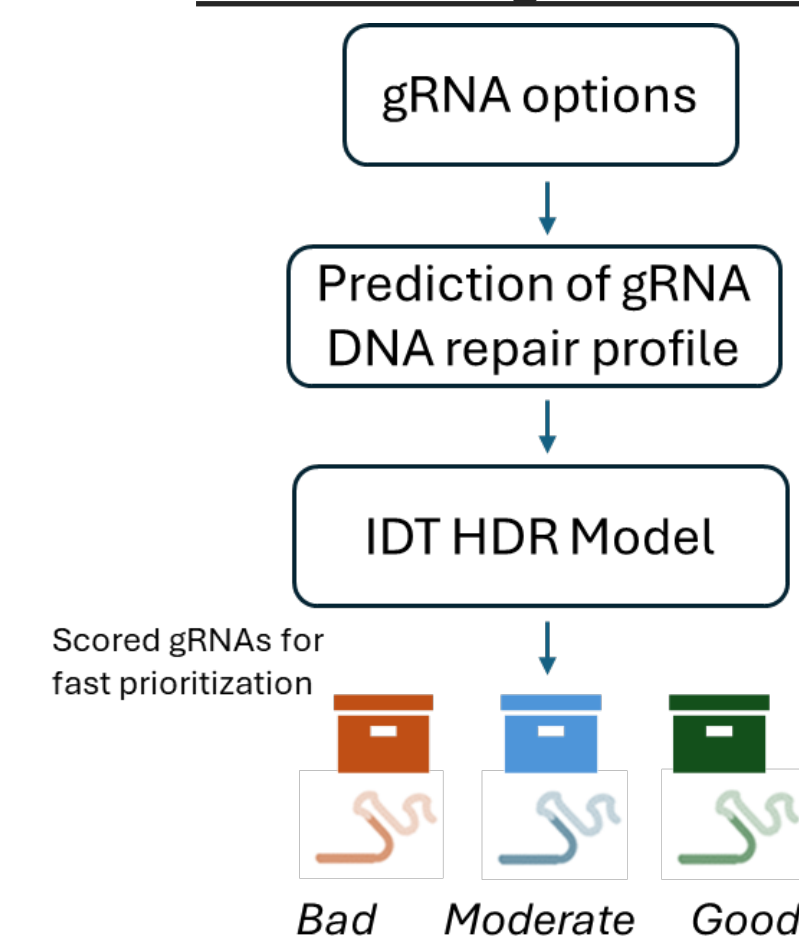 gRNA options
Prediction of gRNA
DNA repair profile
IDT HDR Model
Scored gRNAs for
fast prioritization
Bad Moderate Good